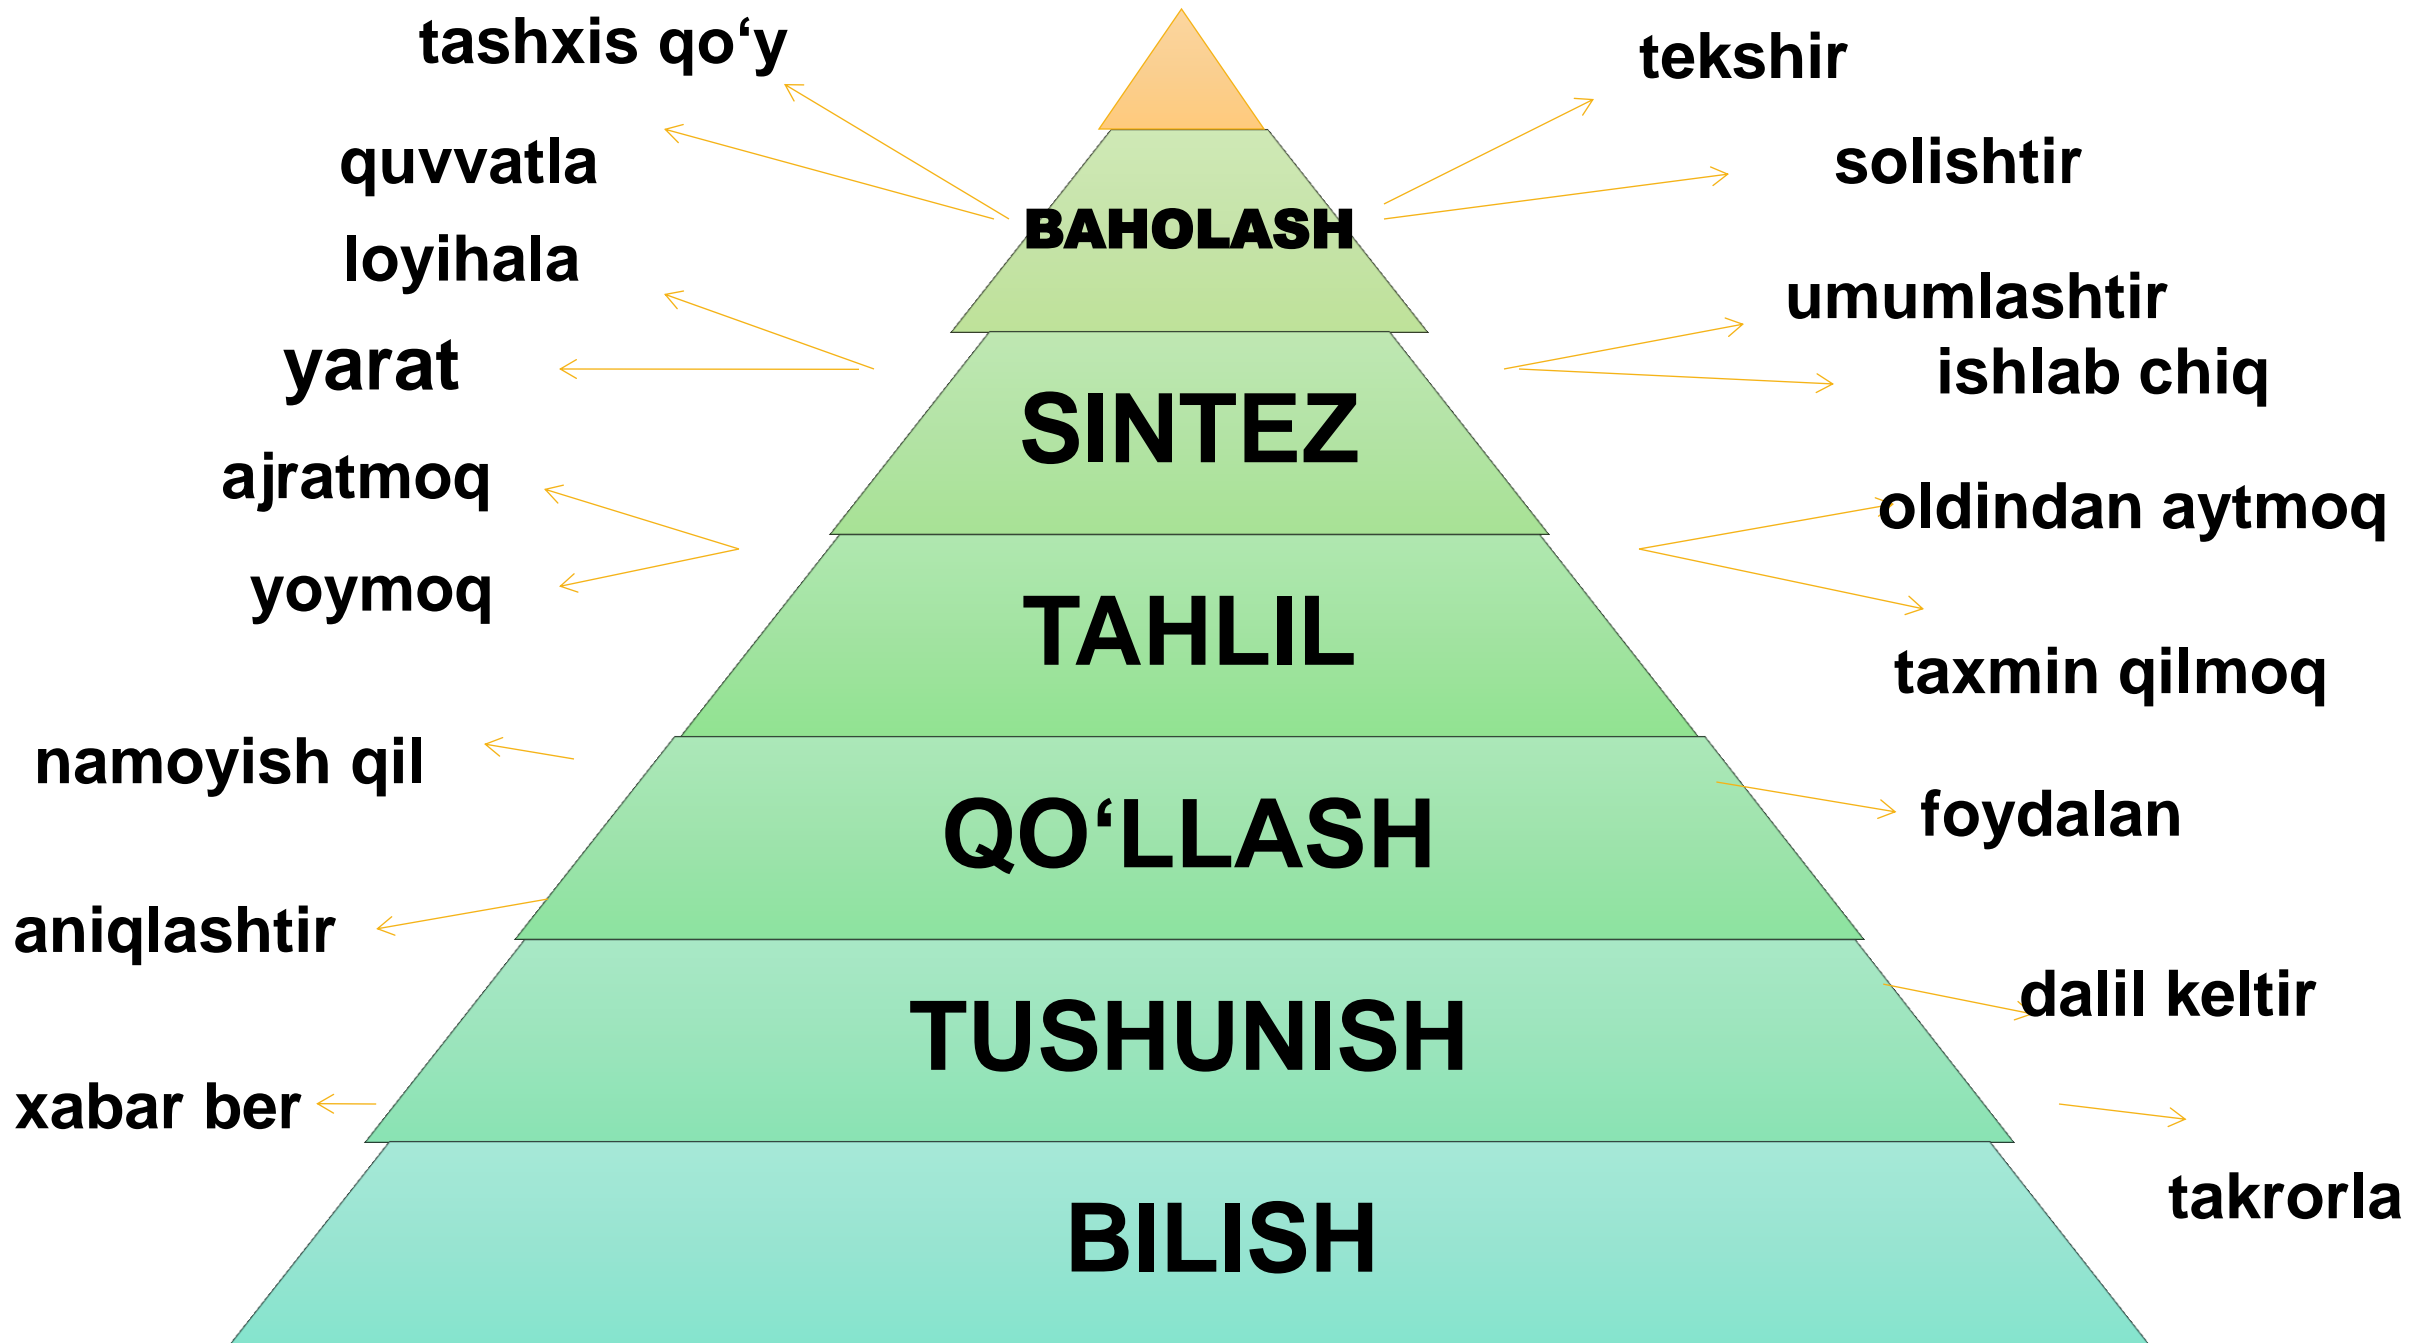 tashxis qo‘y
tekshir
quvvatla
solishtir
BAHOLASH
loyihala
umumlashtir
yarat
ishlab chiq
SINTEZ
ajratmoq
oldindan aytmoq
yoymoq
TAHLIL
taxmin qilmoq
namoyish qil
foydalan
QO‘LLASH
aniqlashtir
dalil keltir
TUSHUNISH
xabar ber
takrorla
BILISH